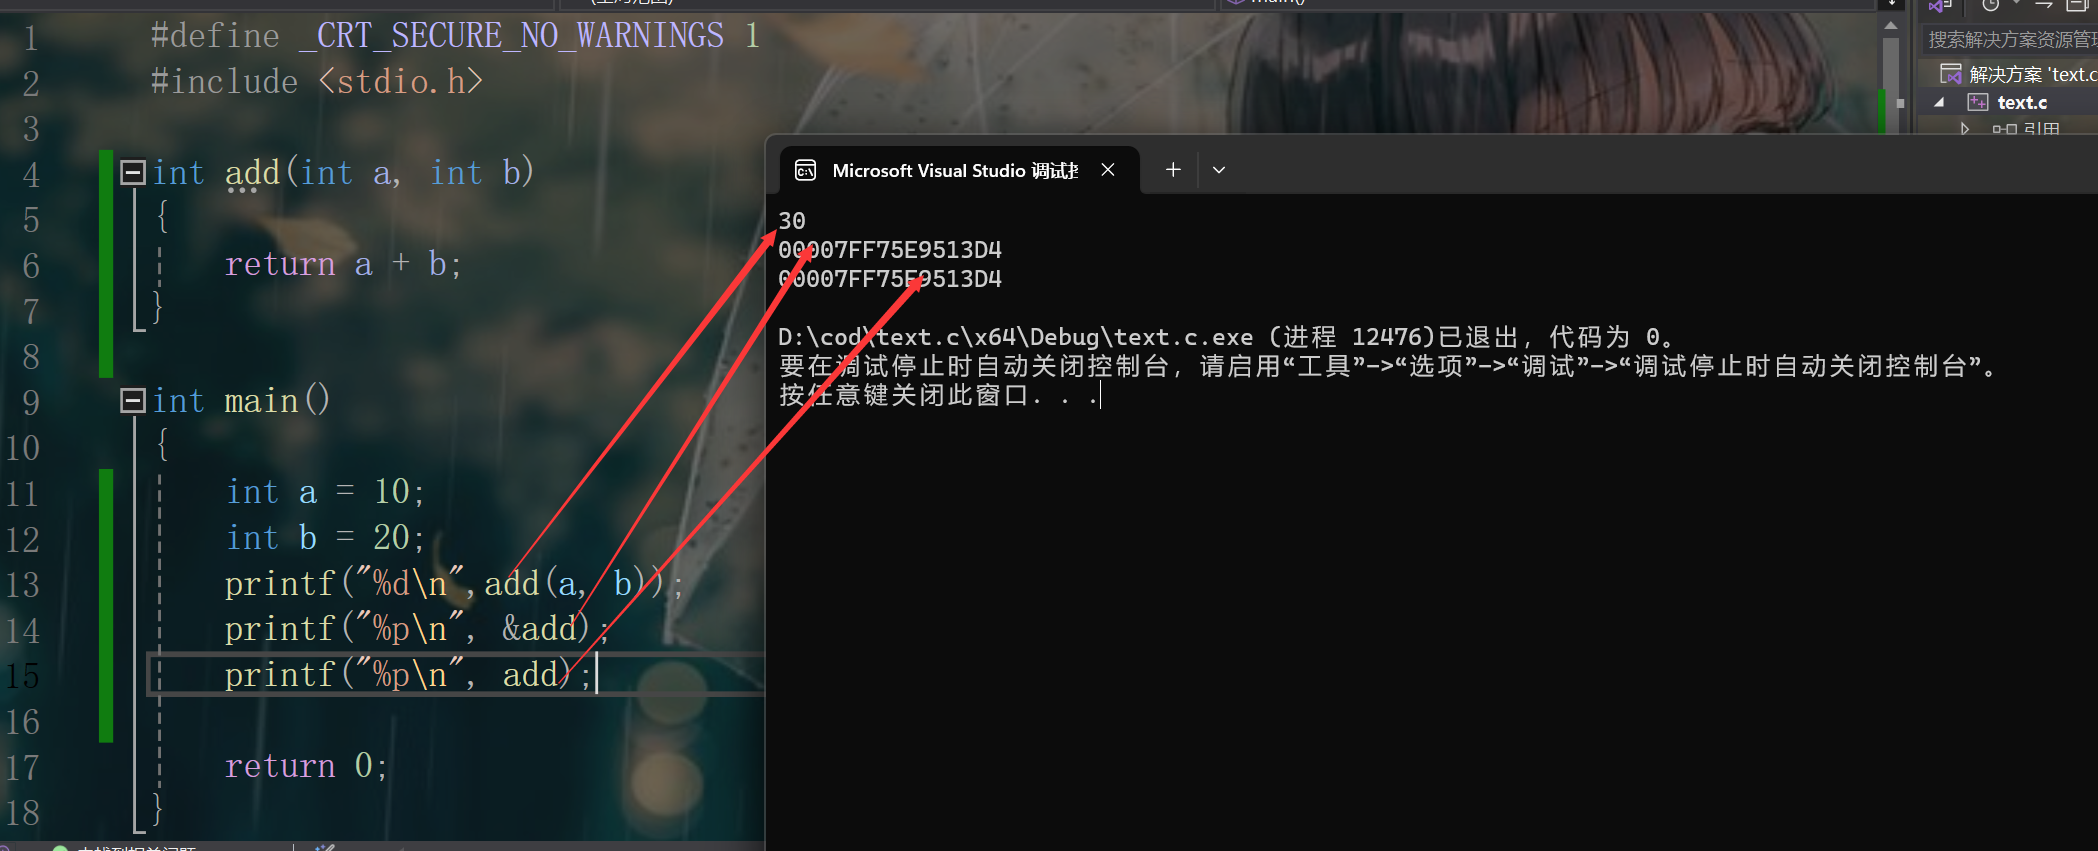 1 #define _CRT_SECURE_NO_WARNINGS 1
2 #include <stdio.h>
3
4 int add(int a, int b)
5 {
6 return a + b;
7 }
8
9 int main()
10 {
11 int a = 10;
12 int b = 20;
13 printf("%d\n",add(a, b));
14 printf("%p\n", &add);
15 printf("%p\n", add);
16
17 return 0;
18 }
Microsoft Visual Studio 调试
30
00007FF75E9513D4
00007FF75E9513D4
D:\cod\text.c\x64\Debug\text.c.exe (进程 12476)已退出，代码为 0。
要在调试停止时自动关闭控制台，请启用“工具”->“选项”->“调试”->“调试停止时自动关闭控制台”。
按任意键关闭此窗口. . .
搜索解决方案资源管理
解决方案 'text.c
text.c
引用